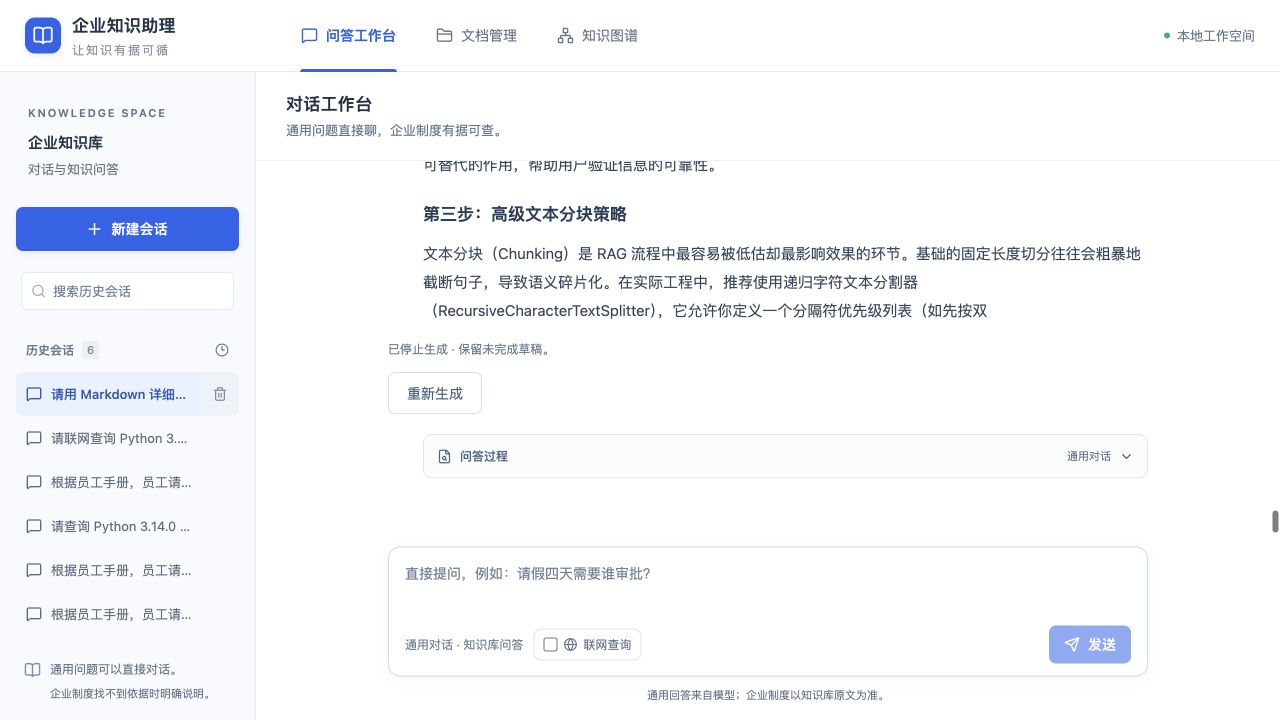 企业知识助理
让知识有据可循
问答工作台
文档管理
知识图谱
本地工作空间
KNOWLEDGE SPACE
企业知识库
对话与知识问答
新建会话
搜索历史会话
历史会话 6
请用 Markdown 详细...
请联网查询 Python 3....
根据员工手册，员工请...
请查询 Python 3.14.0 ...
根据员工手册，员工请...
根据员工手册，员工请...
通用问题可以直接对话。
企业制度找不到依据时明确说明。
对话工作台
通用问题直接聊，企业制度有据可查。
可替代的作用，帮助用户验证信息的可靠性。
第三步：高级文本分块策略
文本分块（Chunking）是 RAG 流程中最容易被低估却最影响效果的环节。基础的固定长度切分往往会粗暴地
截断句子，导致语义碎片化。在实际工程中，推荐使用递归字符文本分割器
（RecursiveCharacterTextSplitter），它允许你定义一个分隔符优先级列表（如先按双
已停止生成 · 保留未完成草稿。
重新生成
问答过程
通用对话
直接提问，例如：请假四天需要谁审批？
通用对话 · 知识库问答
联网查询
发送
通用回答来自模型；企业制度以知识库原文为准。